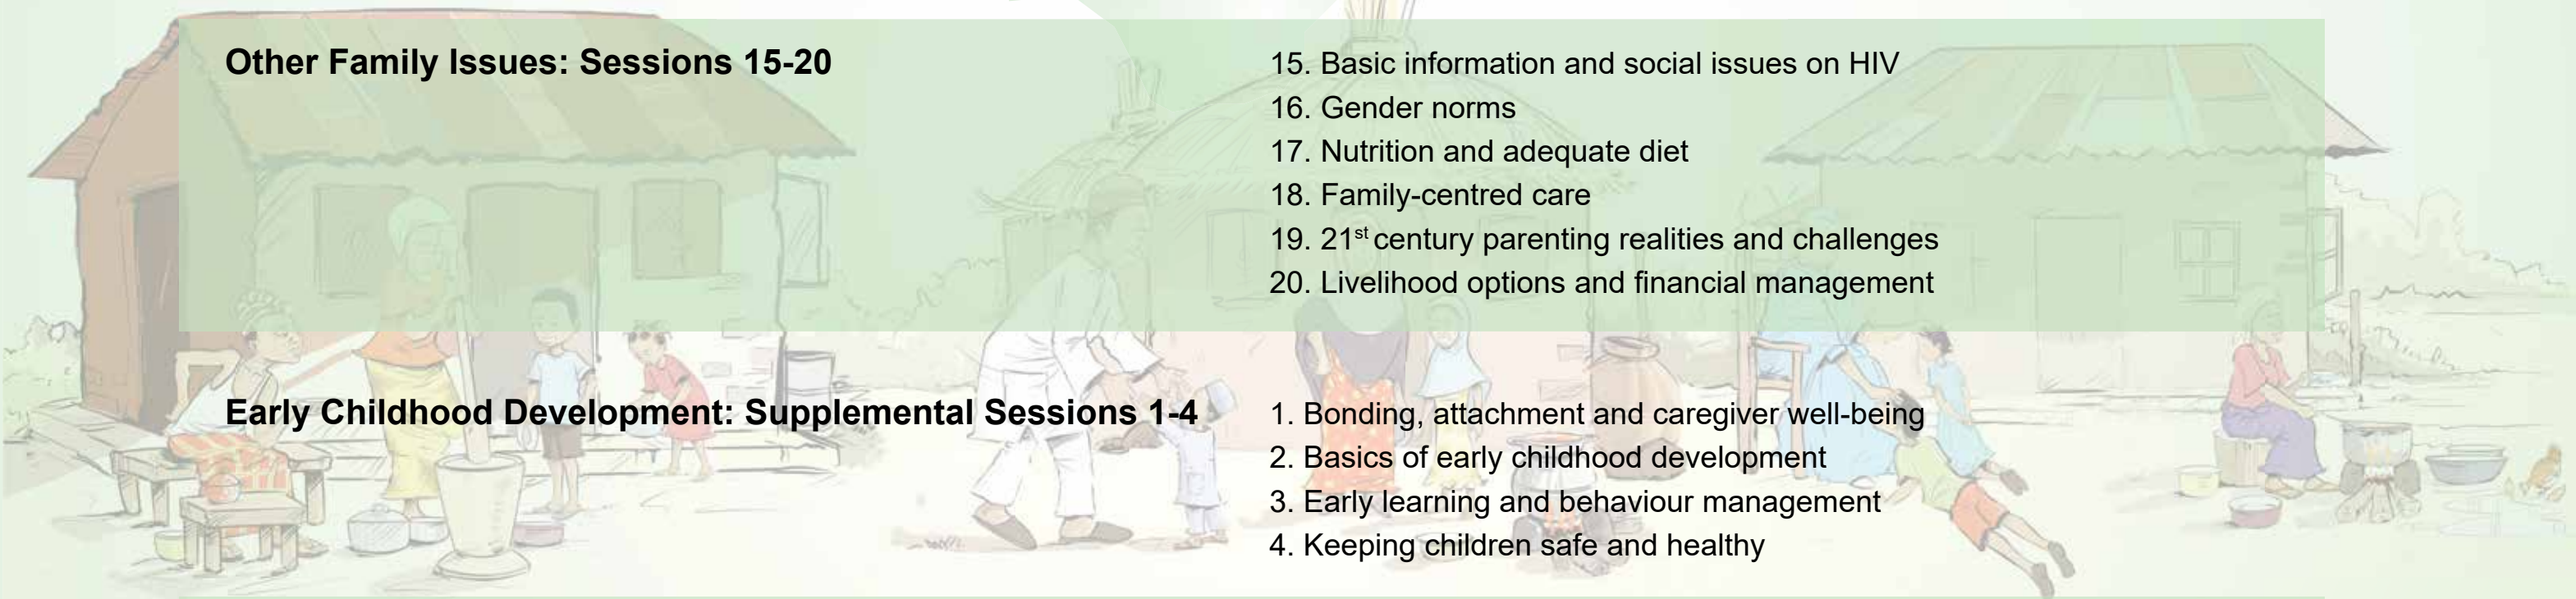 Other Family Issues: Sessions 15-20
15. Basic information and social issues on HIV
16. Gender norms
17. Nutrition and adequate diet
18. Family-centred care
19. 21st century parenting realities and challenges
20. Livelihood options and financial management
Early Childhood Development: Supplemental Sessions 1-4
1. Bonding, attachment and caregiver well-being
2. Basics of early childhood development
3. Early learning and behaviour management
4. Keeping children safe and healthy